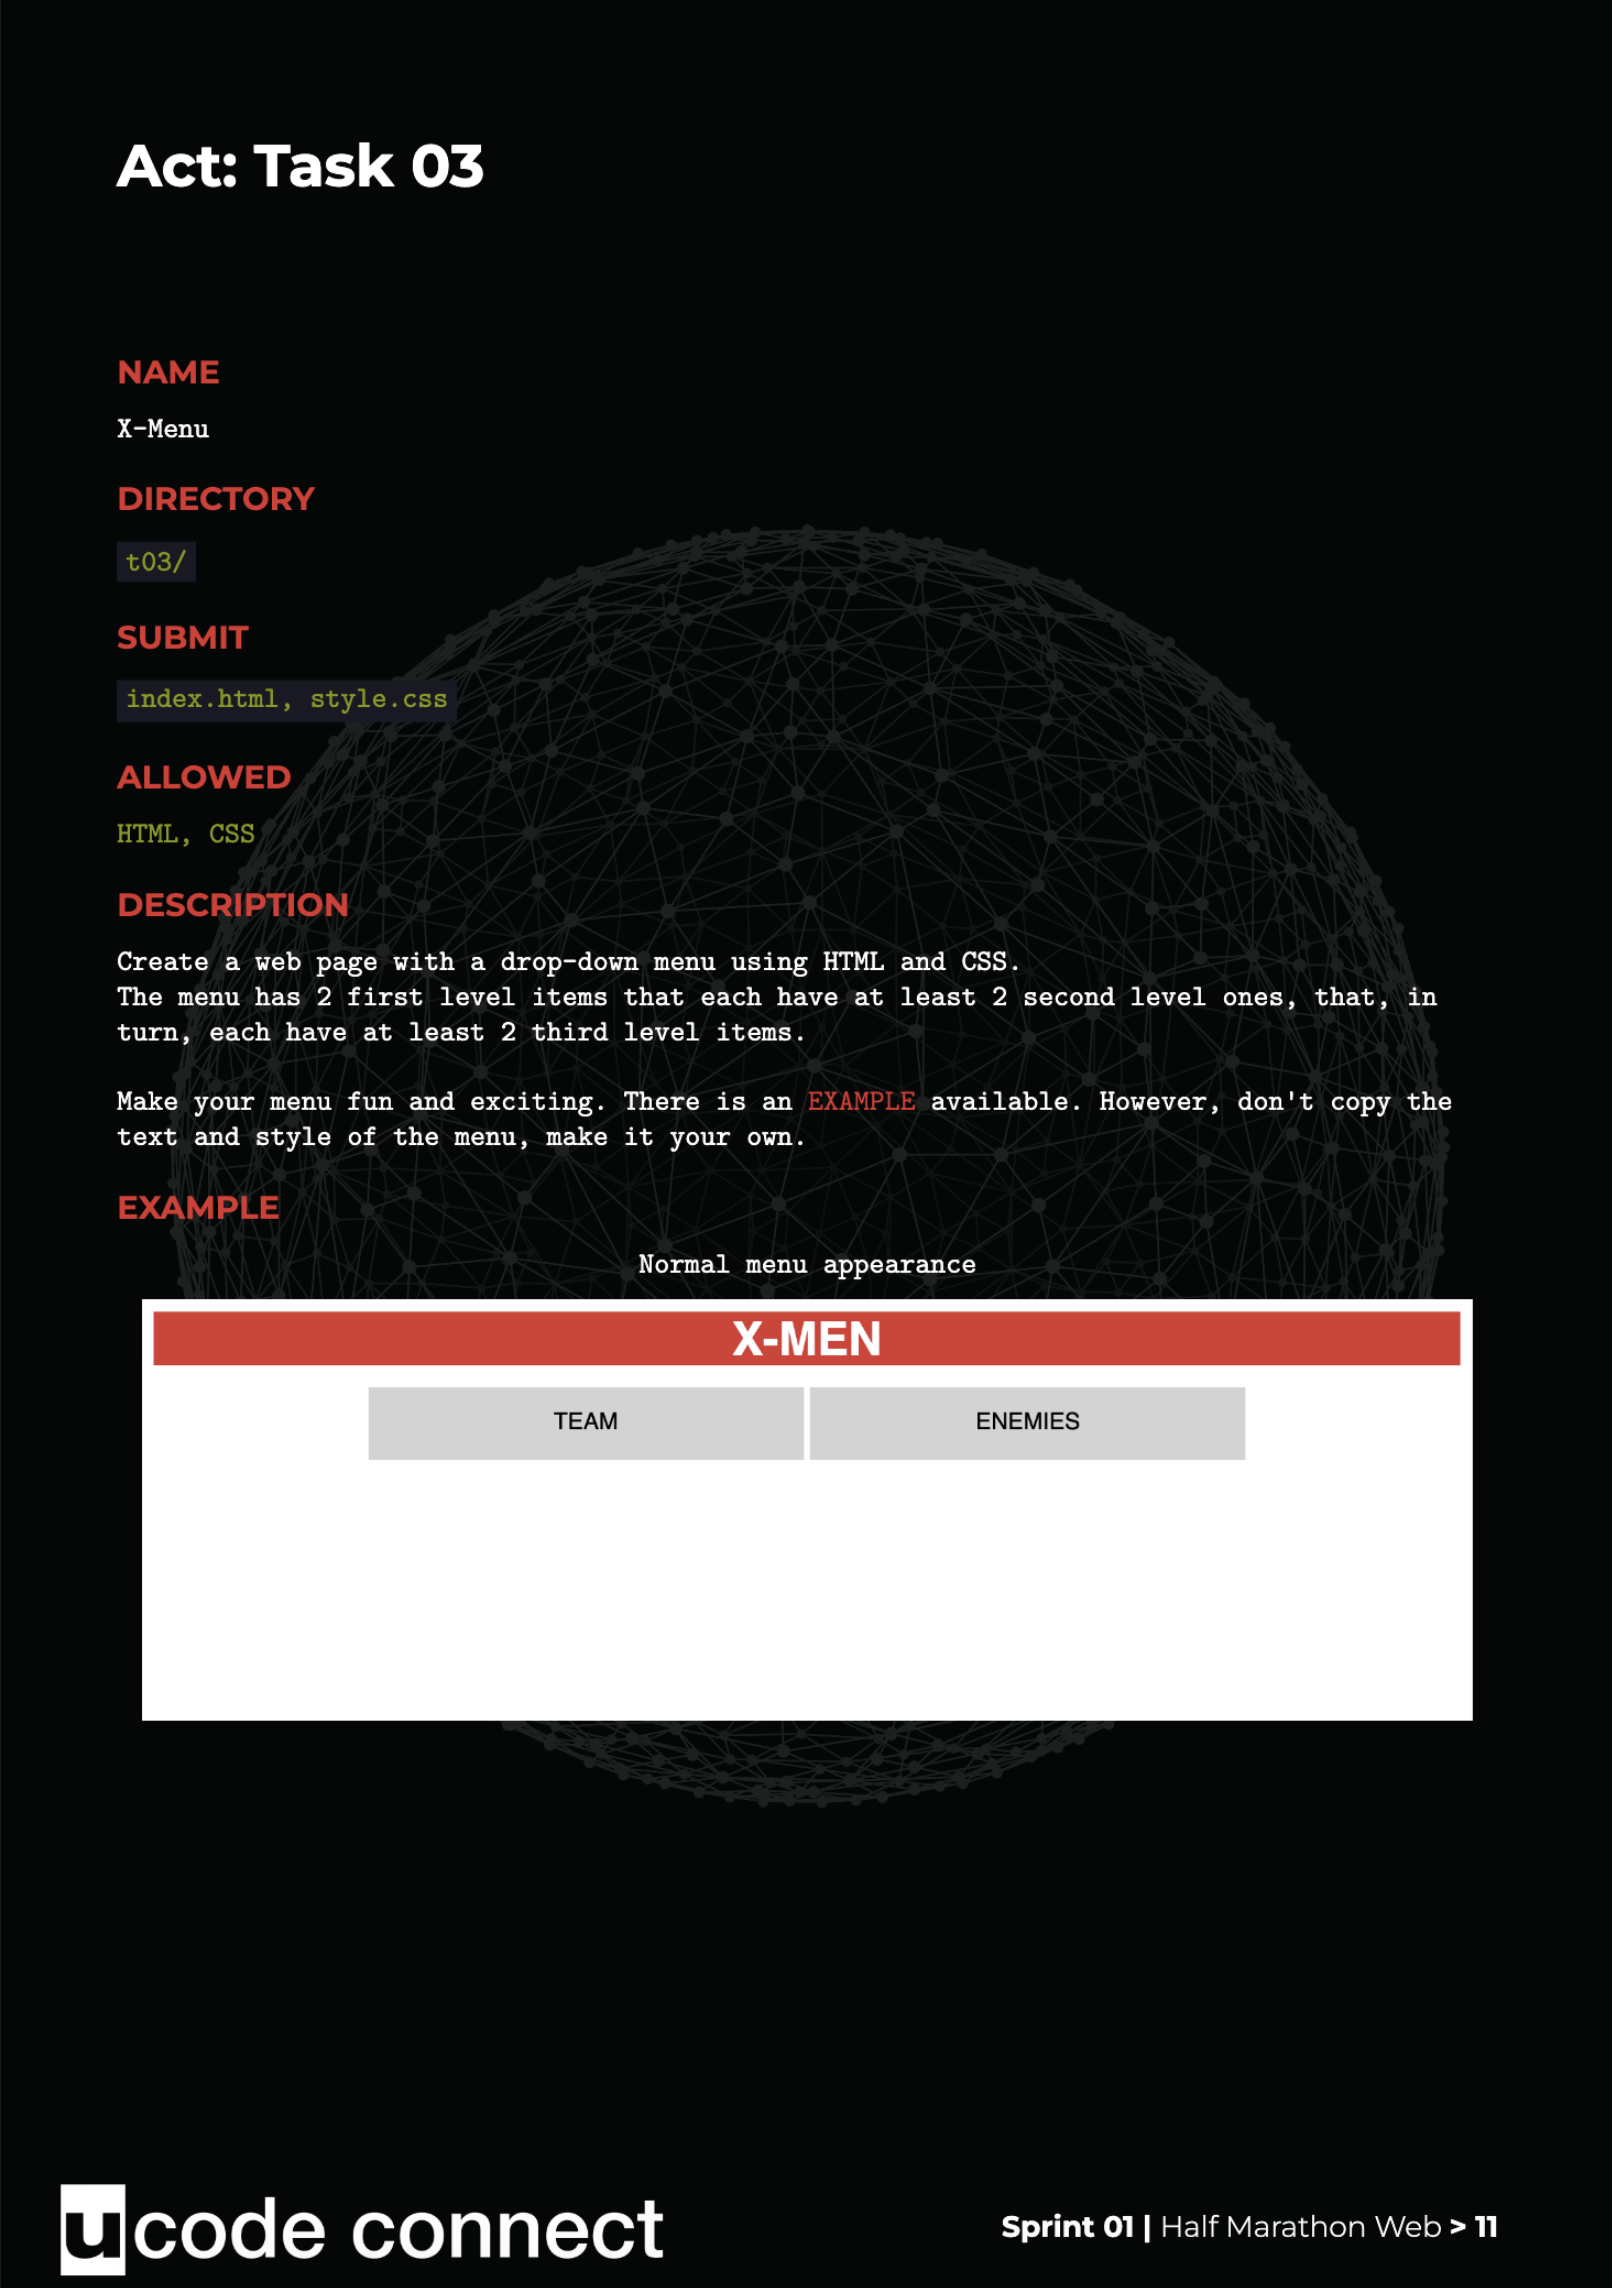 Act: Task 03
NAME
X-Menu
DIRECTORY
t03/
SUBMIT
index.html, style.css
ALLOWED
HTML, CSS
DESCRIPTION
Create a web page with a drop-down menu using HTML and CSS.
The menu has 2 first level items that each have at least 2 second level ones, that, in
turn, each have at least 2 third level items.
Make your menu fun and exciting. There is an EXAMPLE available. However, don't copy the
text and style of the menu, make it your own.
EXAMPLE
Normal menu appearance
X-MEN
TEAM ENEMIES
ucode connect
Sprint 01 | Half Marathon Web > 11